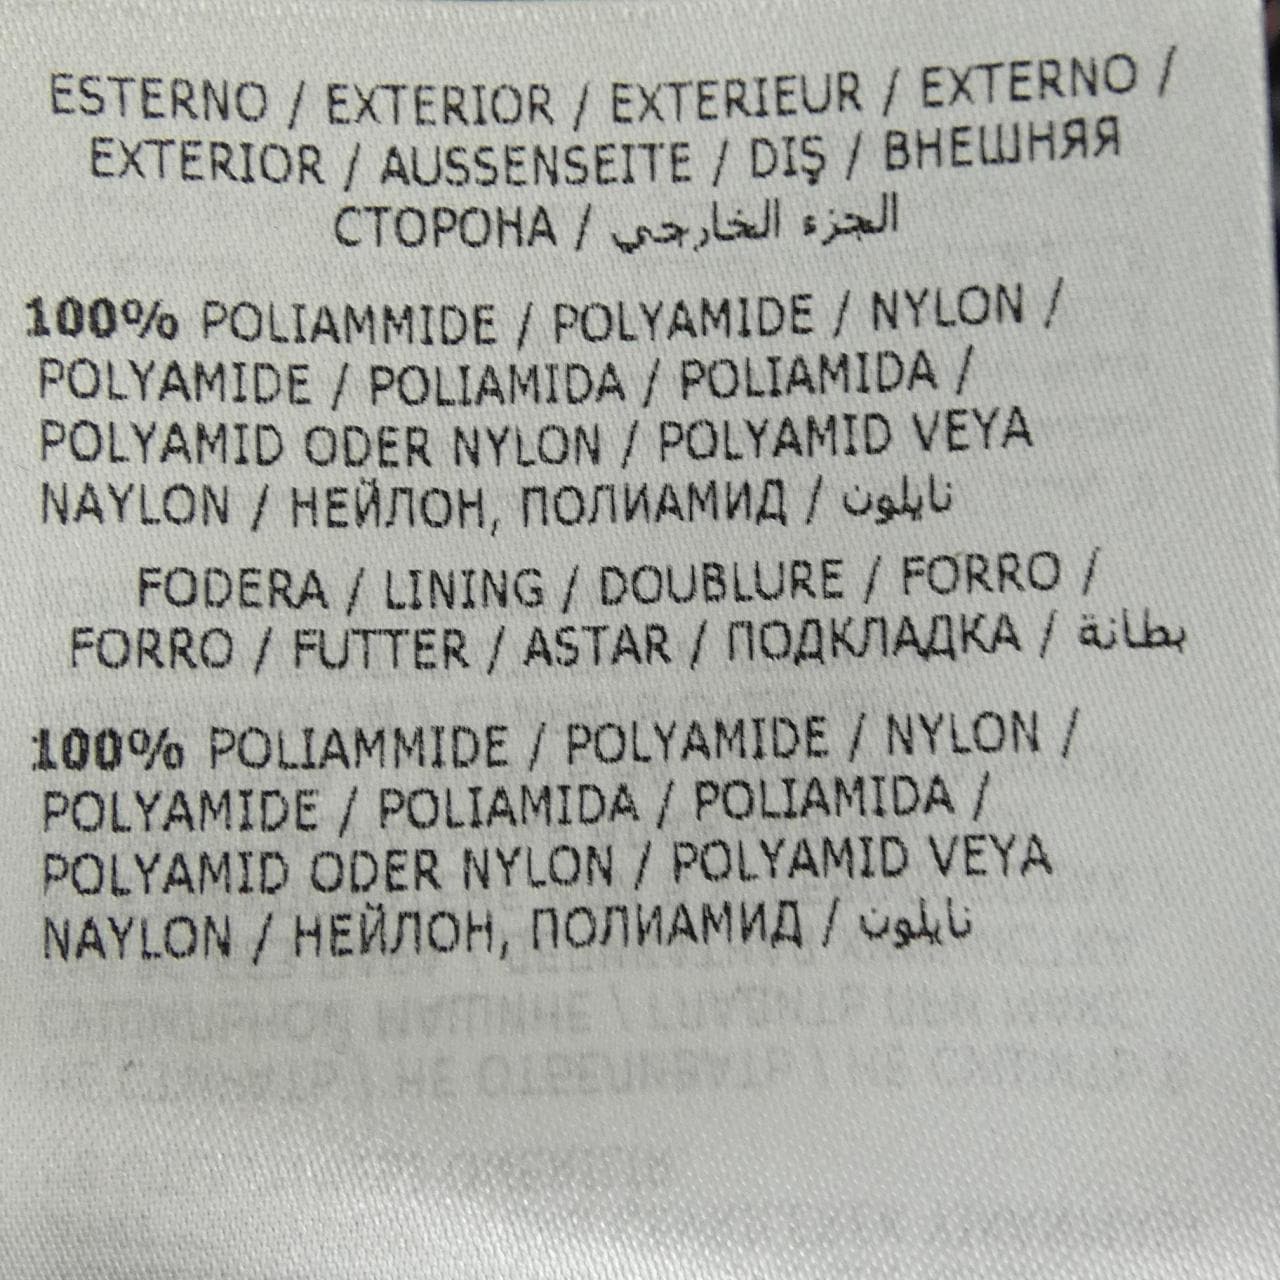 ESTERNO / EXTERIOR / EXTERIEUR / EXTERNO /
EXTERIOR / AUSSENSEITE / DIŞ / ВНЕШНЯЯ
СТОРОНА / الجزء الخارجي
100% POLIAMMIDE / POLYAMIDE / NYLON /
POLYAMIDE / POLIAMIDA / POLIAMIDA /
POLYAMID ODER NYLON / POLYAMID VEYA
NAYLON / НЕЙЛОН, ПОЛИАМИД / نايلون
FODERA / LINING / DOUBLURE / FORRO /
FORRO / FUTTER / ASTAR / ПОДКЛАДКА / بطانة
100% POLIAMMIDE / POLYAMIDE / NYLON /
POLYAMIDE / POLIAMIDA / POLIAMIDA /
POLYAMID ODER NYLON / POLYAMID VEYA
NAYLON / НЕЙЛОН, ПОЛИАМИД / نايلون